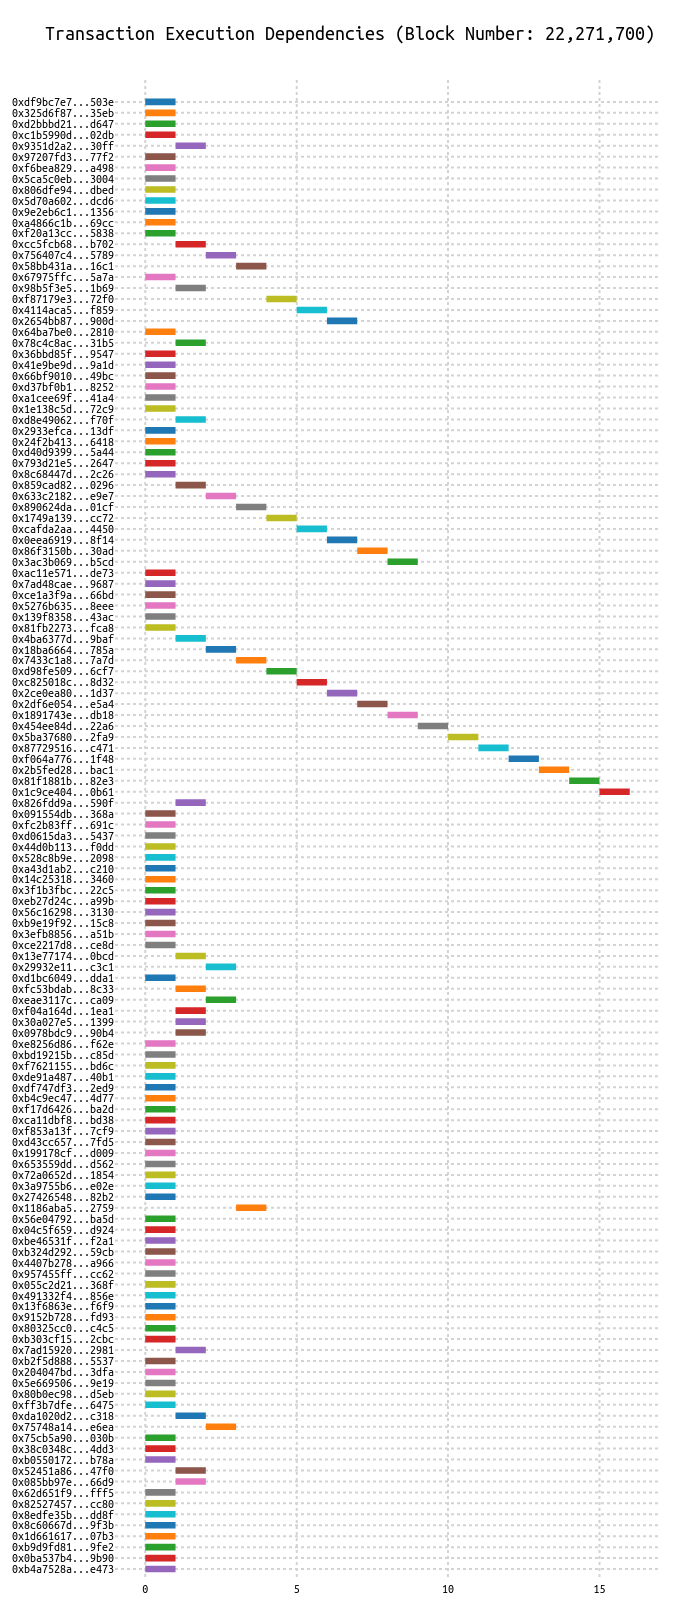 Transaction Execution Dependencies (Block Number: 22,271,700)
0xdf9bc7e7...503e
0x325d6f87...35eb
0xd2bbbd21...d647
0xc1b5990d...02db
0x9351d2a2...30ff
0x97207fd3...77f2
0xf6bea829...a498
0x5ca5c0eb...3004
0x806dfe94...dbed
0x5d70a602...dcd6
0x9e2eb6c1...1356
0xa4866c1b...69cc
0xf20a13cc...5838
0xcc5fcb68...b702
0x756407c4...5789
0x58bb431a...16c1
0x67975ffc...5a7a
0x98b5f3e5...1b69
0xf87179e3...72f0
0x4114aca5...f859
0x2654bb87...900d
0x64ba7be0...2810
0x78c4c8ac...31b5
0x36bbd85f...9547
0x41e9be9d...9a1d
0x66bf9010...49bc
0xd37bf0b1...8252
0xa1cee69f...41a4
0x1e138c5d...72c9
0xd8e49062...f70f
0x2933efca...13df
0x24f2b413...6418
0xd40d9399...5a44
0x793d21e5...2647
0x8c68447d...2c26
0x859cad82...0296
0x633c2182...e9e7
0x890624da...01cf
0x1749a139...cc72
0xcafda2aa...4450
0x0eea6919...8f14
0x86f3150b...30ad
0x3ac3b069...b5cd
0xac11e571...de73
0x7ad48cae...9687
0xce1a3f9a...66bd
0x5276b635...8eee
0x139f8358...43ac
0x81fb2273...fca8
0x4ba6377d...9baf
0x18ba6664...785a
0x7433c1a8...7a7d
0xd98fe509...6cf7
0xc825018c...8d32
0x2ce0ea80...1d37
0x2df6e054...e5a4
0x1891743e...db18
0x454ee84d...22a6
0x5ba37680...2fa9
0x87729516...c471
0xf064a776...1f48
0x2b5fed28...bac1
0x81f1881b...82e3
0x1c9ce404...0b61
0x826fdd9a...590f
0x091554db...368a
0xfc2b83ff...691c
0xd0615da3...5437
0x44d0b113...f0dd
0x528c8b9e...2098
0xa43d1ab2...c210
0x14c25318...3460
0x3f1b3fbc...22c5
0xeb27d24c...a99b
0x56c16298...3130
0xb9e19f92...15c8
0x3efb8856...a51b
0xce2217d8...ce8d
0x13e77174...0bcd
0x29932e11...c3c1
0xd1bc6049...dda1
0xfc53bdab...8c33
0xeae3117c...ca09
0xf04a164d...1ea1
0x30a027e5...1399
0x0978bdc9...90b4
0xe8256d86...f62e
0xbd19215b...c85d
0xf7621155...bd6c
0xde91a487...40b1
0xdf747df3...2ed9
0xb4c9ec47...4d77
0xf17d6426...ba2d
0xca11dbf8...bd38
0xf853a13f...7cf9
0xd43cc657...7fd5
0x199178cf...d009
0x653559dd...d562
0x72a0652d...1854
0x3a9755b6...e02e
0x27426548...82b2
0x1186aba5...2759
0x56e04792...ba5d
0x04c5f659...d924
0xbe46531f...f2a1
0xb324d292...59cb
0x4407b278...a966
0x957455ff...cc62
0x055c2d21...368f
0x491332f4...856e
0x13f6863e...f6f9
0x9152b728...fd93
0x80325cc0...c4c5
0xb303cf15...2cbc
0x7ad15920...2981
0xb2f5d888...5537
0x204047bd...3dfa
0x5e669506...9e19
0x80b0ec98...d5eb
0xff3b7dfe...6475
0xda1020d2...c318
0x75748a14...e6ea
0x75cb5a90...030b
0x38c0348c...4dd3
0xb0550172...b78a
0x52451a86...47f0
0x085bb97e...66d9
0x62d651f9...fff5
0x82527457...cc80
0x8edfe35b...dd8f
0x8c60667d...9f3b
0x1d661617...07b3
0xb9d9fd81...9fe2
0x0ba537b4...9b90
0xb4a7528a...e473
0 5 10 15